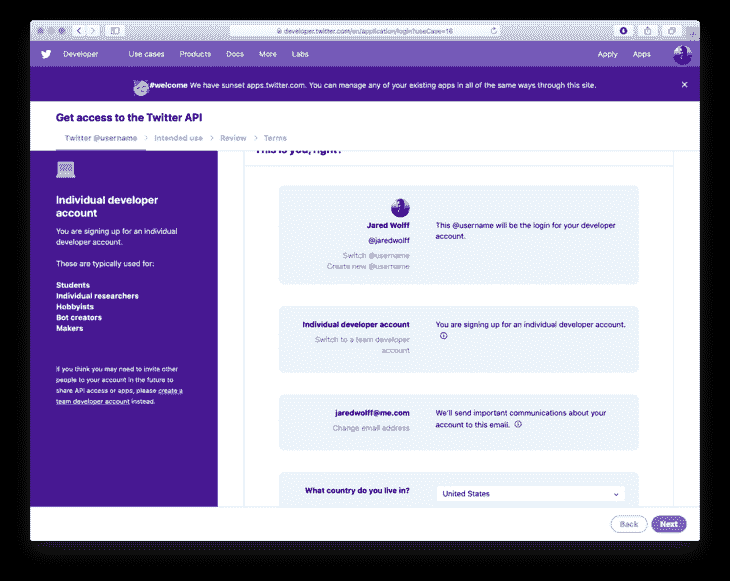 developer.twitter.com/en/application/login?useCase=16
Developer Use cases Products Docs More Labs Apply Apps
#welcome We have sunset apps.twitter.com. You can manage any of your existing apps in all of the same ways through this site.
Get access to the Twitter API
Twitter @username Intended use Review Terms
This is you, right?
Individual developer
account
You are signing up for an individual
developer account.
These are typically used for:
Students
Individual researchers
Hobbyists
Bot creators
Makers
If you think you may need to invite other
people to your account in the future to
share API access or apps, please create a
team developer account instead.
Jared Wolff
@jaredwolff
Switch @username
Create new @username
This @username will be the login for your developer
account.
Individual developer account
Switch to a team developer
account
You are signing up for an individual developer account.
jaredwolff@me.com
Change email address
We'll send important communications about your
account to this email.
What country do you live in?
United States
Back Next